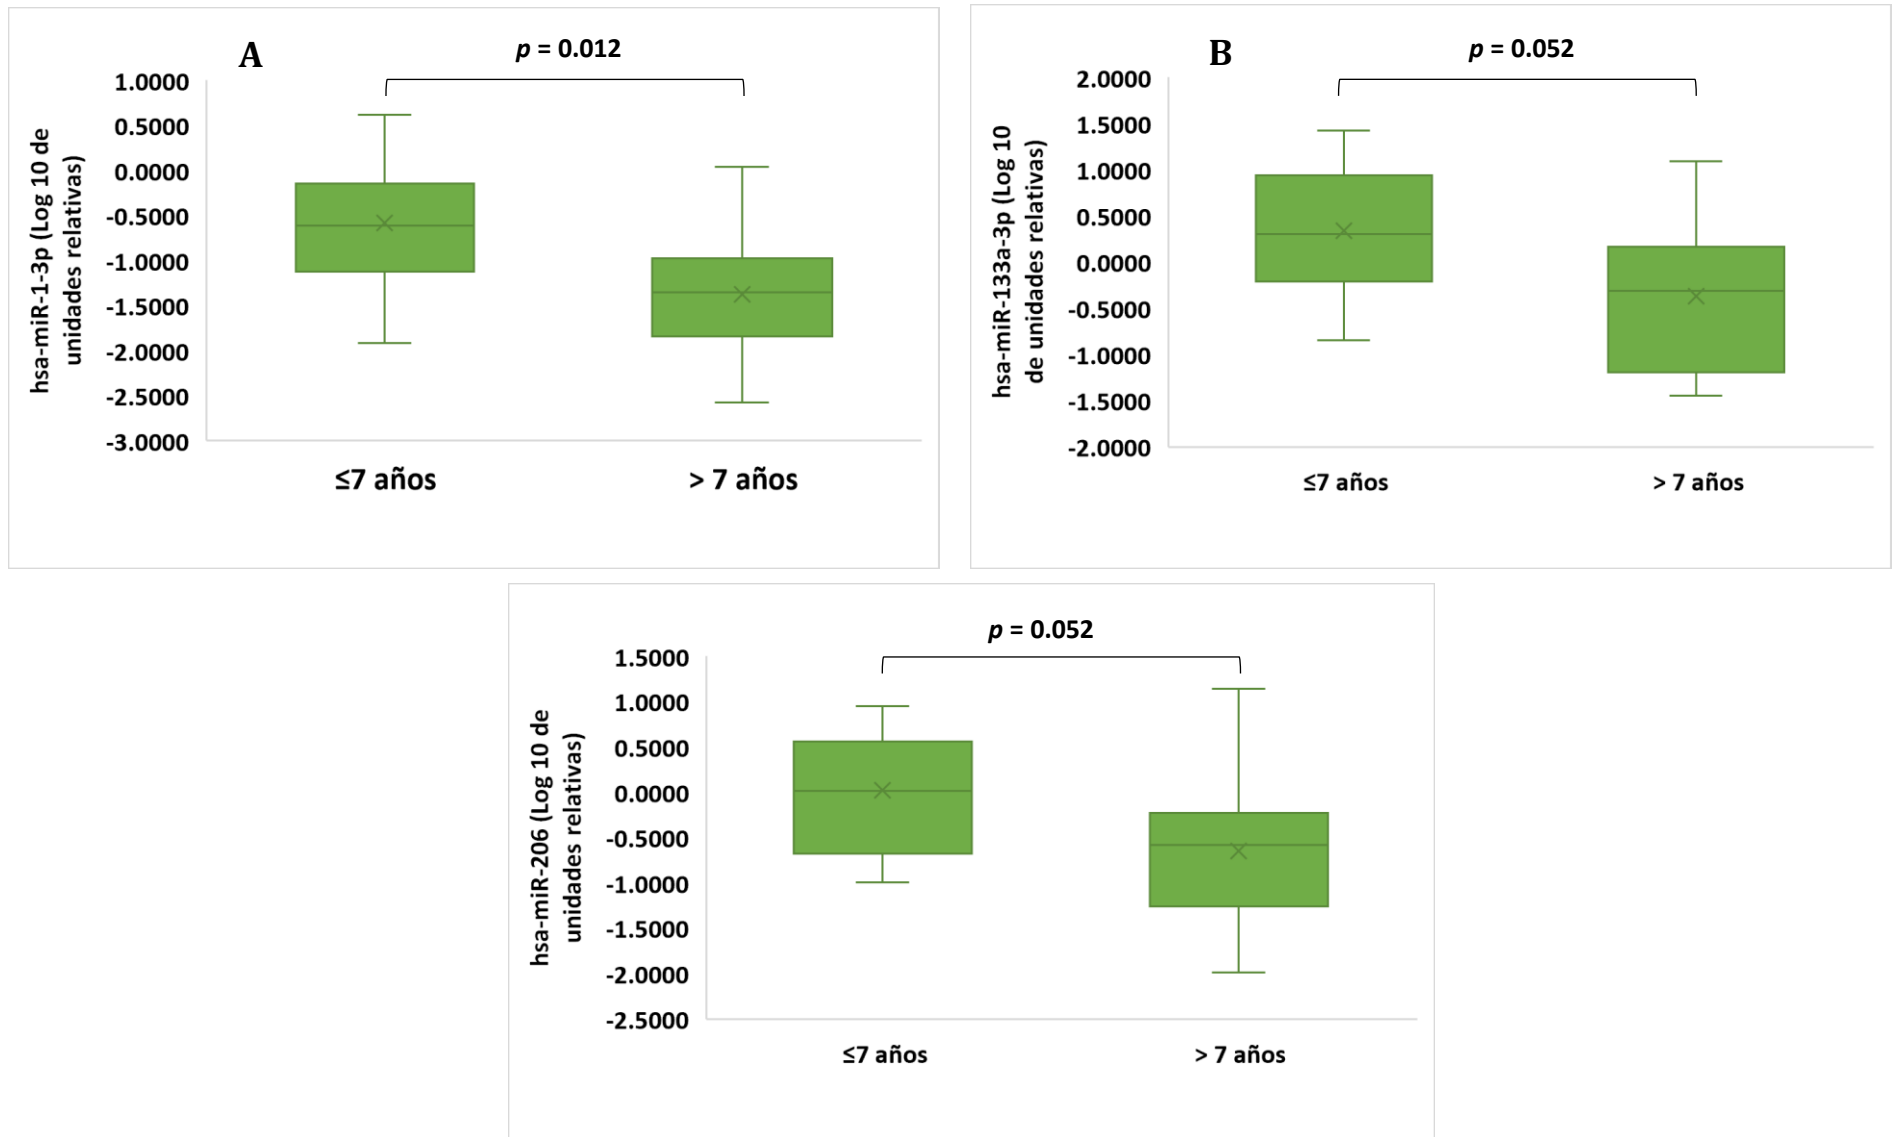 A
p = 0.012
hsa-miR-1-3p (Log 10 de
unidades relativas)
1.0000
0.5000
0.0000
-0.5000
-1.0000
-1.5000
-2.0000
-2.5000
-3.0000
≤7 años
> 7 años
B
p = 0.052
hsa-miR-133a-3p (Log 10
de unidades relativas)
2.0000
1.5000
1.0000
0.5000
0.0000
-0.5000
-1.0000
-1.5000
-2.0000
≤7 años
> 7 años
p = 0.052
hsa-miR-206 (Log 10 de
unidades relativas)
1.5000
1.0000
0.5000
0.0000
-0.5000
-1.0000
-1.5000
-2.0000
-2.5000
≤7 años
> 7 años